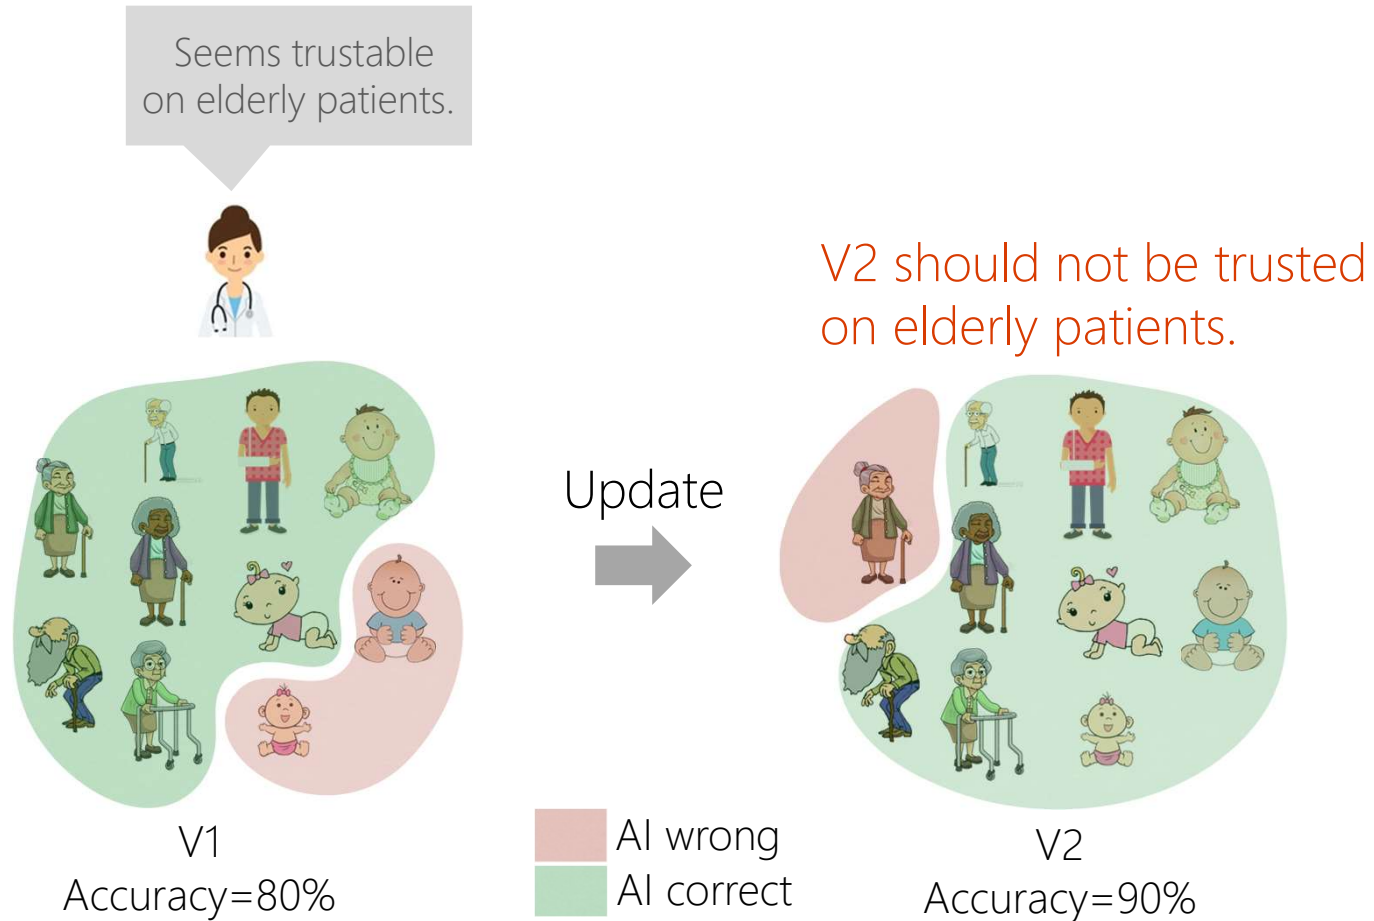 Seems trustable
on elderly patients.
V2 should not be trusted
on elderly patients.
Update
V1
Accuracy=80%
AI wrong
AI correct
V2
Accuracy=90%